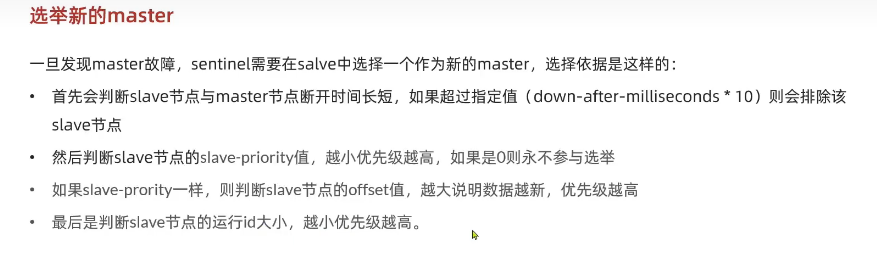 选举新的master
一旦发现master故障，sentinel需要在salve中选择一个作为新的master，选择依据是这样的：
• 首先会判断slave节点与master节点断开时间长短，如果超过指定值（down-after-milliseconds * 10）则会排除该
slave节点
• 然后判断slave节点的slave-priority值，越小优先级越高，如果是0则永不参与选举
• 如果slave-prority一样，则判断slave节点的offset值，越大说明数据越新，优先级越高
• 最后是判断slave节点的运行id大小，越小优先级越高。